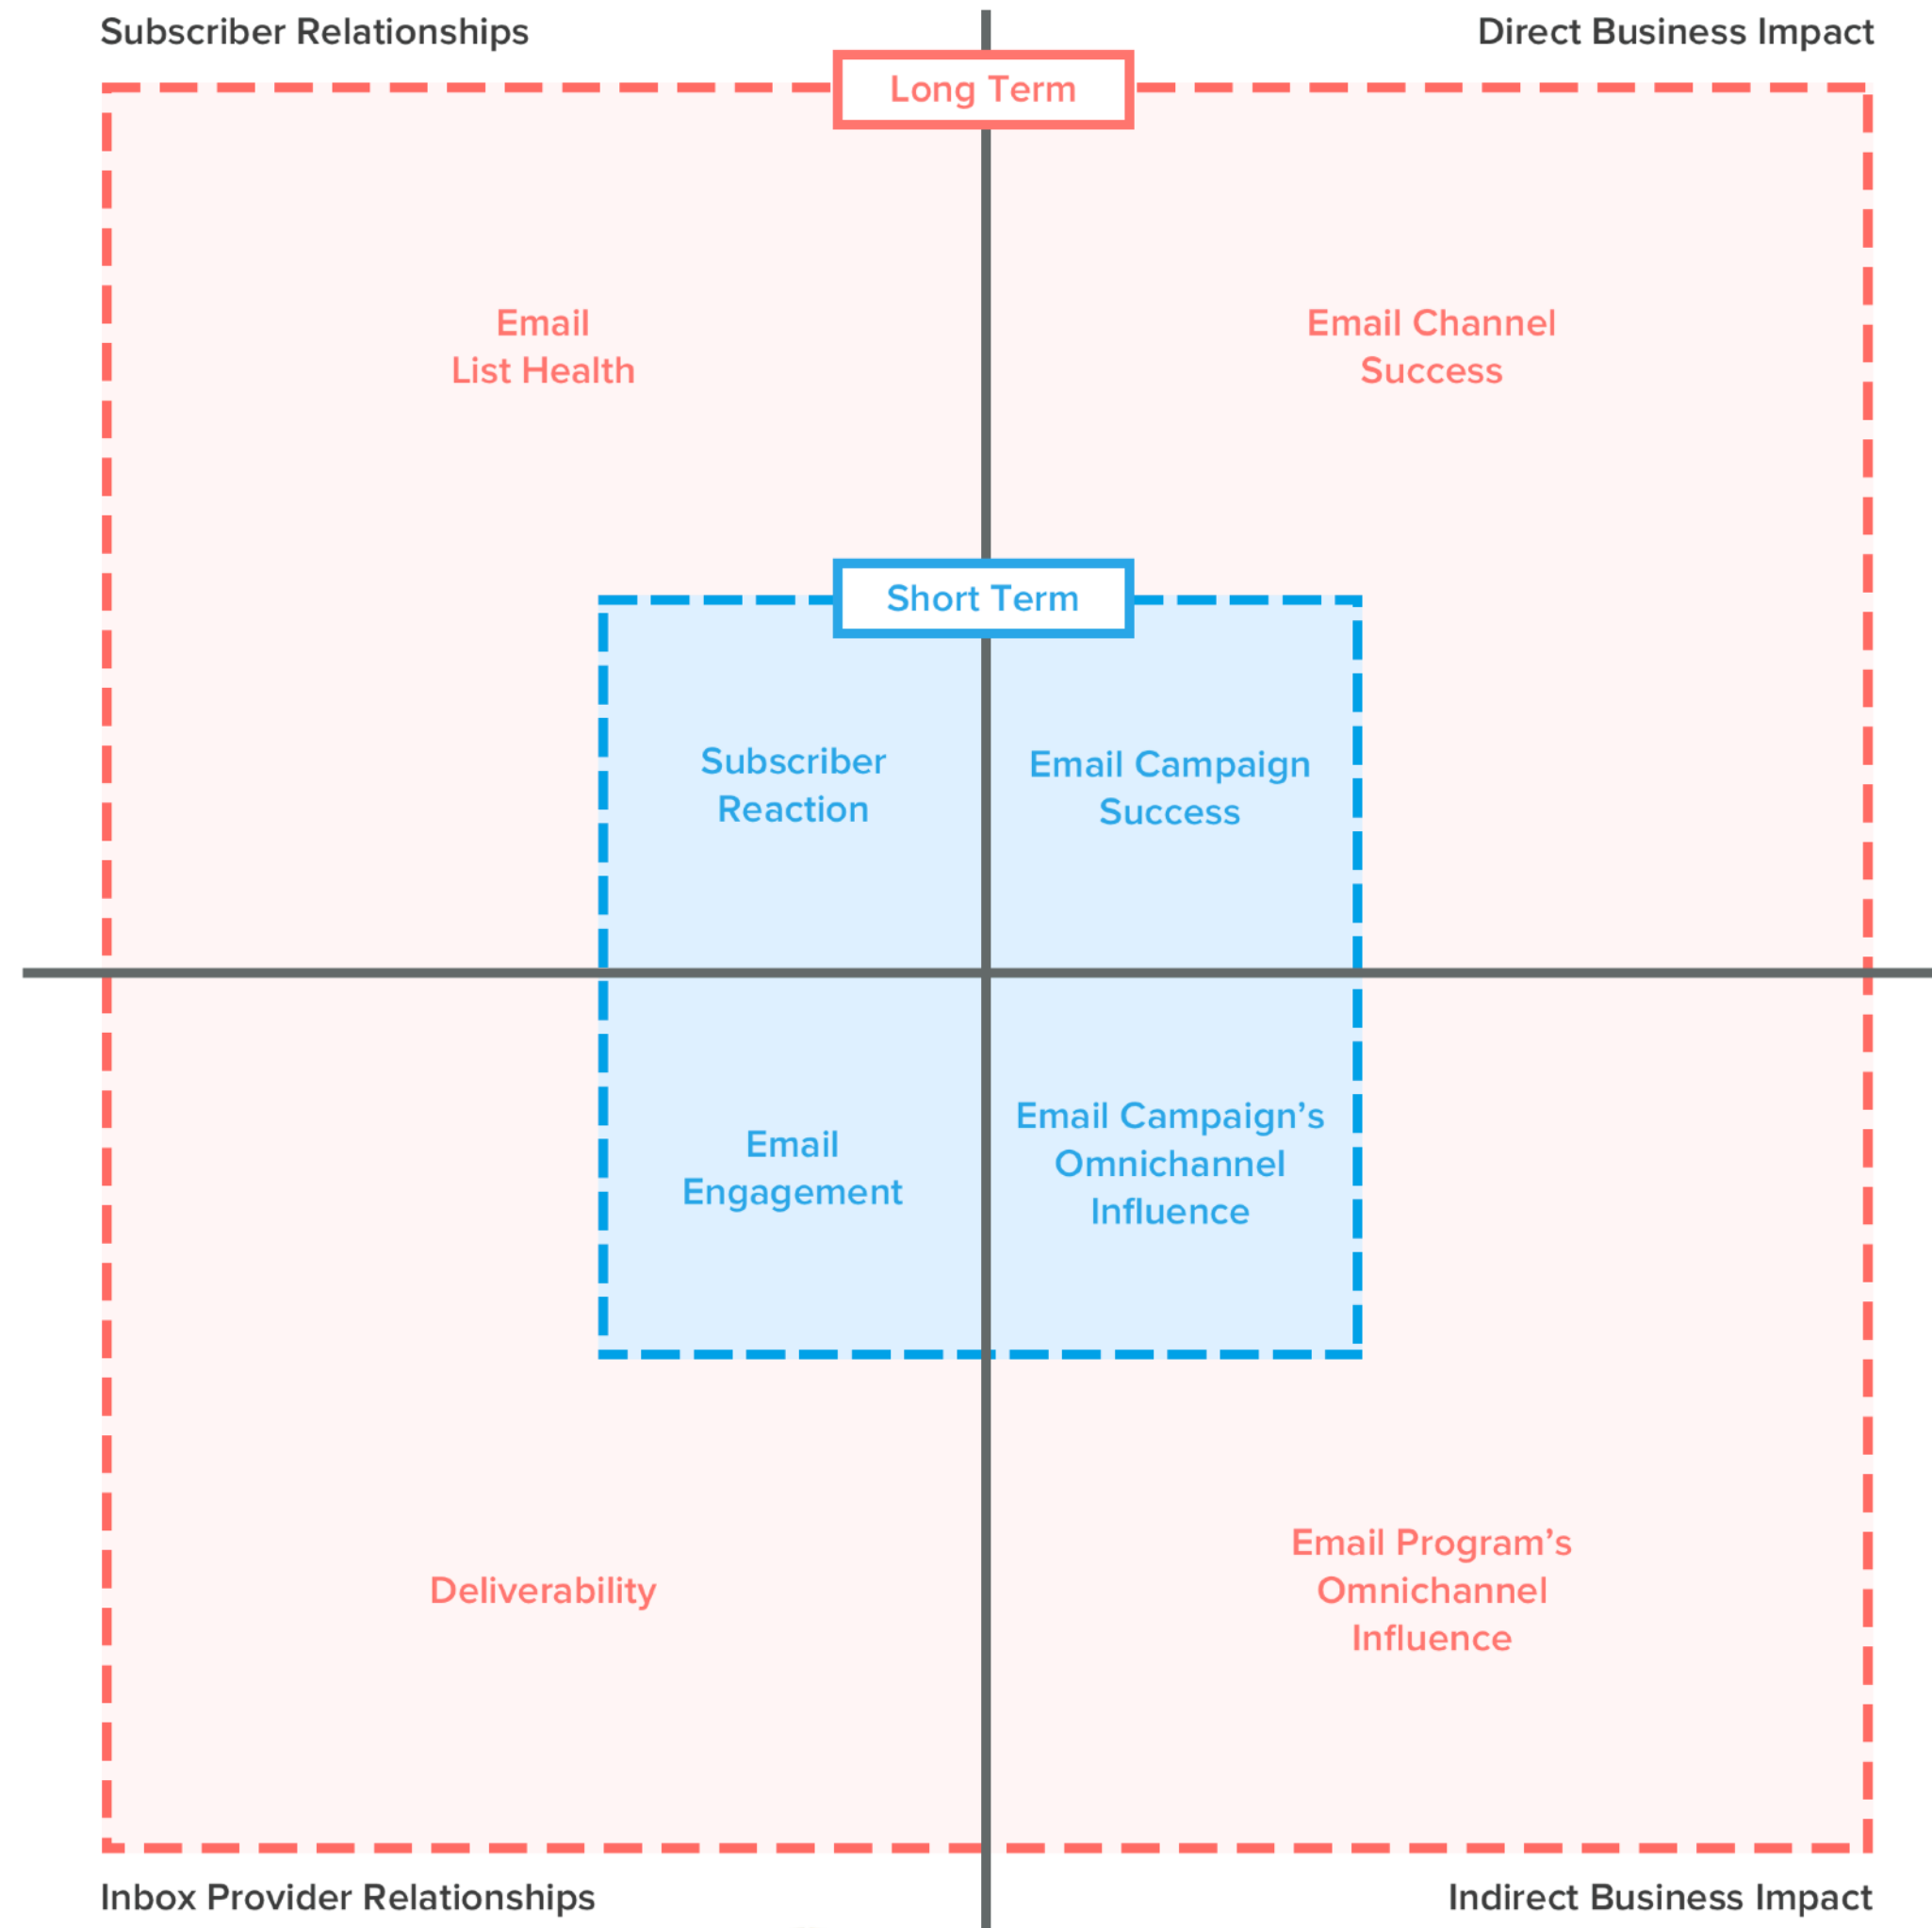 Subscriber Relationships
Direct Business Impact
Long Term
Email
List Health
Email Channel
Success
Short Term
Subscriber
Reaction
Email Campaign
Success
Email
Engagement
Email Campaign’s
Omnichannel
Influence
Deliverability
Email Program’s
Omnichannel
Influence
Inbox Provider Relationships
Indirect Business Impact